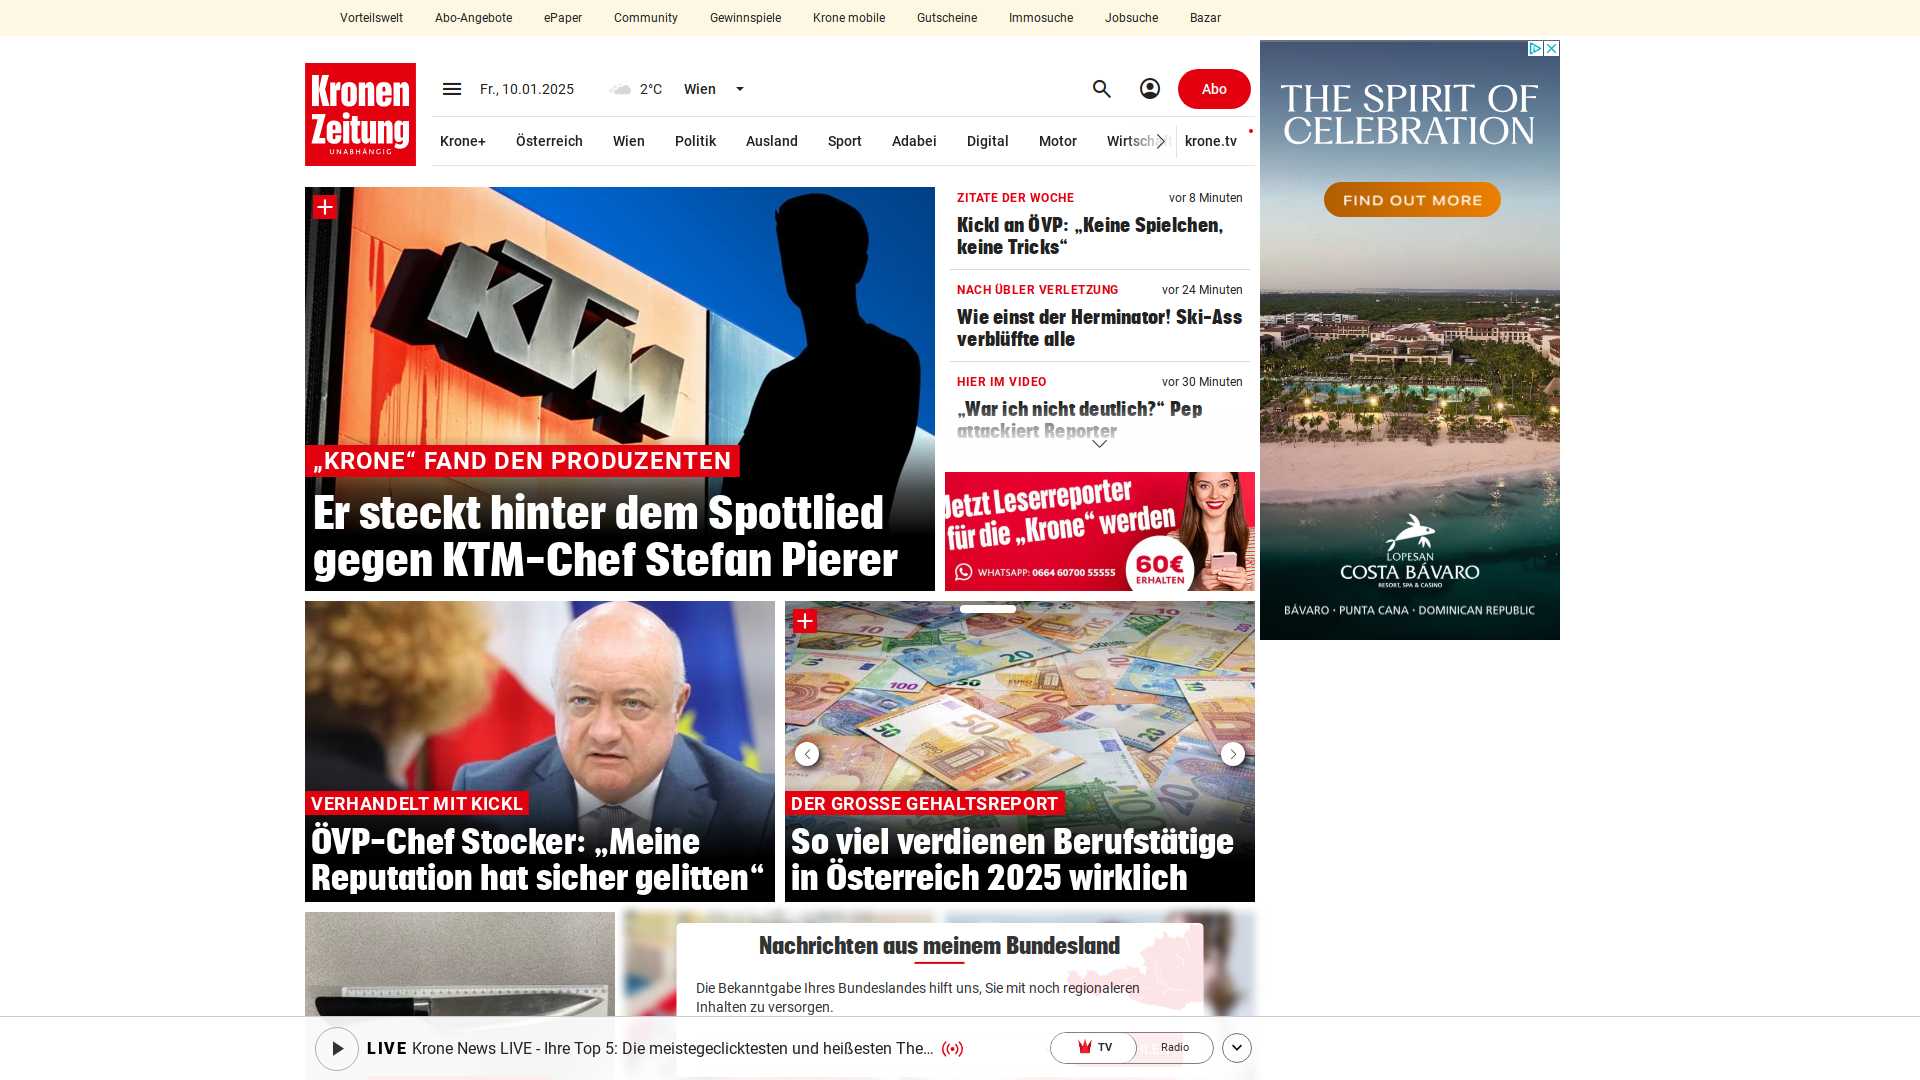 Vorteilswelt Abo-Angebote ePaper Community Gewinnspiele Krone mobile Gutscheine Immosuche Jobsuche Bazar
Kronen
Zeitung
UNABHÄNGIG
Fr., 10.01.2025 2°C Wien Abo
Krone+ Österreich Wien Politik Ausland Sport Adabei Digital Motor Wirtschaft krone.tv
KTM
„KRONE“ FAND DEN PRODUZENTEN
Er steckt hinter dem Spottlied
gegen KTM-Chef Stefan Pierer
ZITATE DER WOCHE vor 8 Minuten
Kickl an ÖVP: „Keine Spielchen,
keine Tricks“
NACH ÜBLER VERLETZUNG vor 24 Minuten
Wie einst der Herminator! Ski-Ass
verblüffte alle
HIER IM VIDEO vor 30 Minuten
„War ich nicht deutlich?“ Pep
attackiert Reporter
Jetzt Leserreporter
für die „Krone“ werden
WHATSAPP: 0664 60700 55555
60€
ERHALTEN
THE SPIRIT OF
CELEBRATION
FIND OUT MORE
LOPESAN
COSTA BÁVARO
RESORT, SPA & CASINO
BÁVARO • PUNTA CANA • DOMINICAN REPUBLIC
VERHANDELT MIT KICKL
ÖVP-Chef Stocker: „Meine
Reputation hat sicher gelitten“
DER GROSSE GEHALTSREPORT
So viel verdienen Berufstätige
in Österreich 2025 wirklich
Nachrichten aus meinem Bundesland
Die Bekanntgabe Ihres Bundeslandes hilft uns, Sie mit noch regionaleren
Inhalten zu versorgen.
LIVE Krone News LIVE - Ihre Top 5: Die meistgeclicktesten und heißesten The... TV Radio